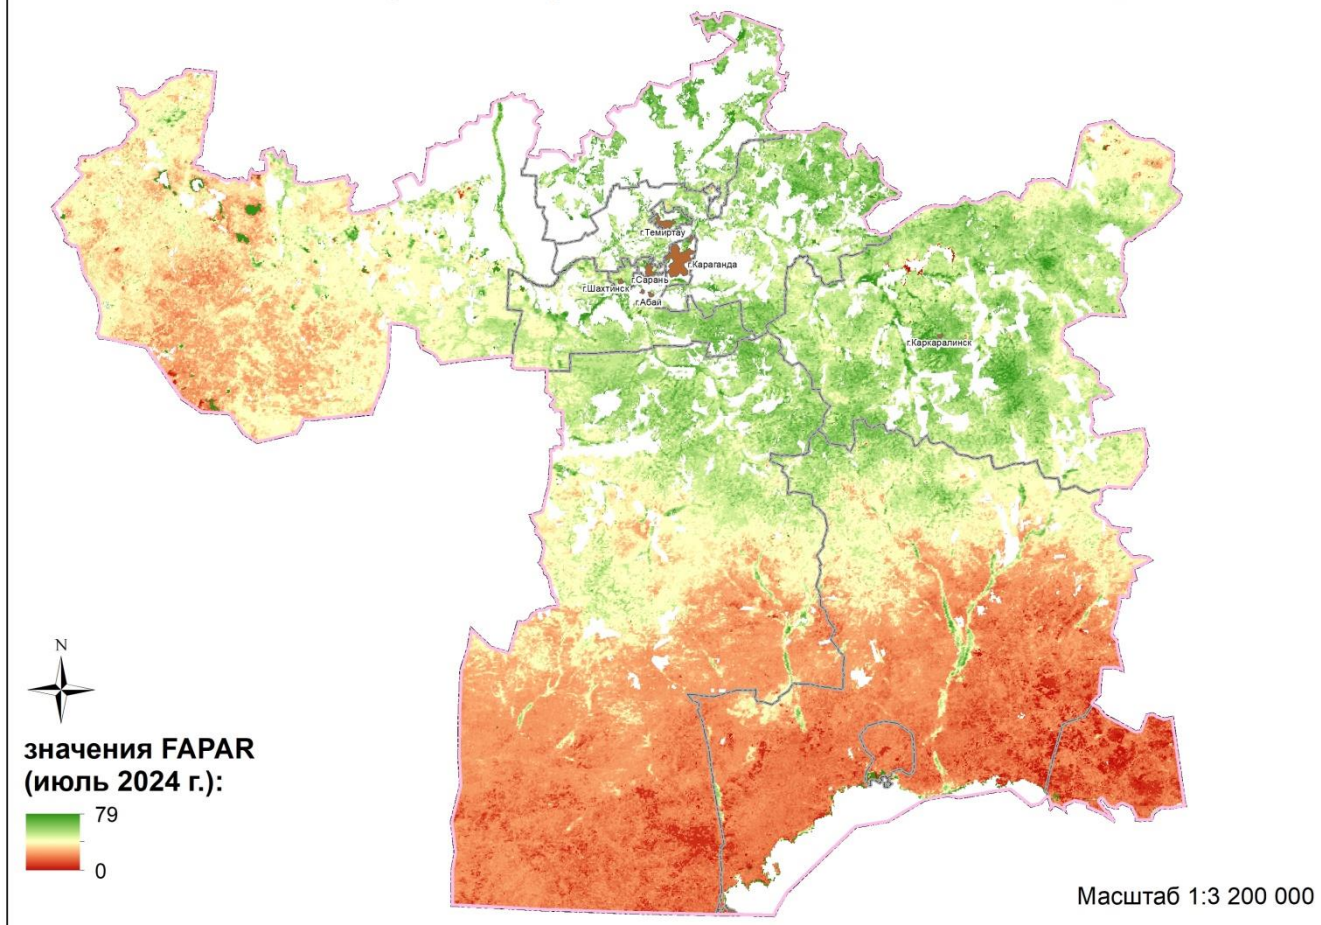 г.Темиртау
г.Караганда
г.Сарань
г.Шахтинск
г.Абай
г.Каркаралинск
N
значения FAPAR
(июль 2024 г.):
79
0
Масштаб 1:3 200 000